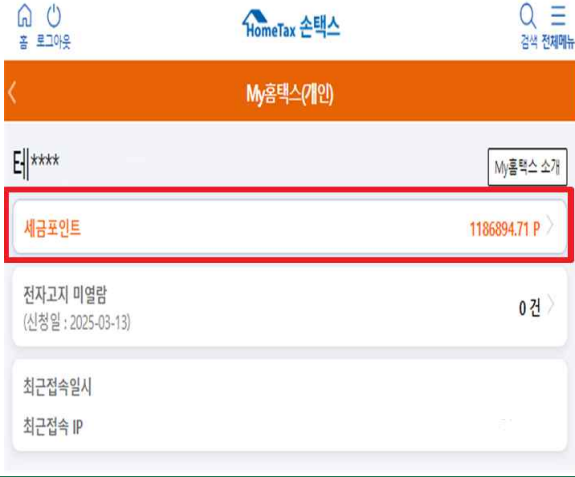 홈 로그아웃
HomeTax 손택스
검색 전체메뉴
My홈택스(개인)
테****
My홈택스 소개
세금포인트 1186894.71 P
전자고지 미열람
(신청일 : 2025-03-13)
0 건
최근접속일시
최근접속 IP